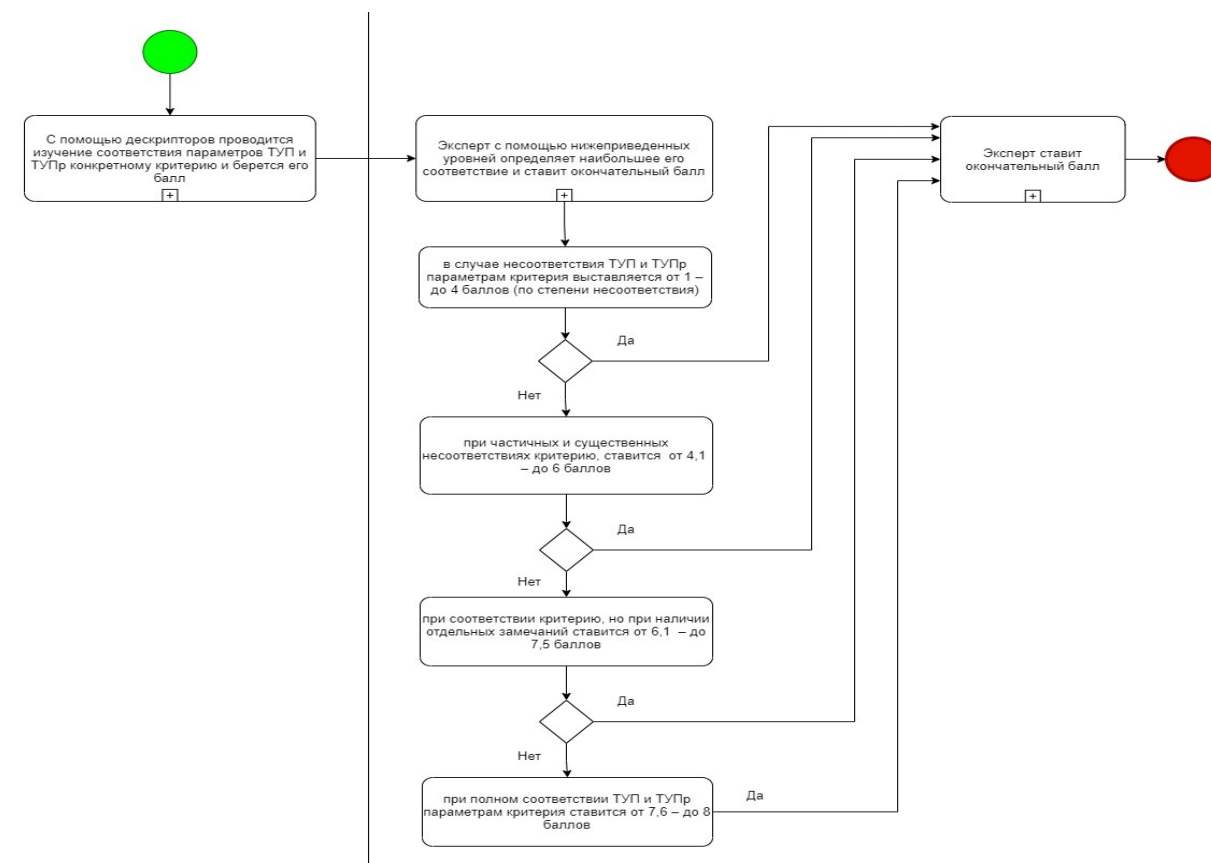 С помощью дескрипторов проводится
изучение соответствия параметров ТУП и
ТУПр конкретному критерию и берется его
балл
Эксперт с помощью нижеприведенных
уровней определяет наибольшее его
соответствие и ставит окончательный балл
Эксперт ставит
окончательный балл
в случае несоответствия ТУП и ТУПр
параметрам критерия выставляется от 1 –
до 4 баллов (по степени несоответствия)
Да
Нет
при частичных и существенных
несоответствиях критерию, ставится от 4,1
– до 6 баллов
Да
Нет
при соответствии критерию, но при наличии
отдельных замечаний ставится от 6,1 – до
7,5 баллов
Да
Нет
при полном соответствии ТУП и ТУПр
параметрам критерия ставится от 7,6 – до 8
баллов
Да